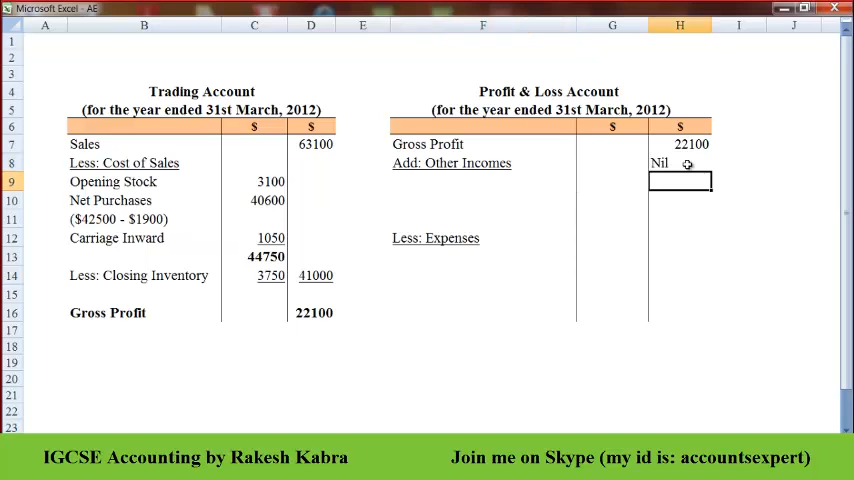 Microsoft Excel - AE
A B C D E F G H I J
1
2
3
4 Trading Account Profit & Loss Account
5 (for the year ended 31st March, 2012) (for the year ended 31st March, 2012)
6 $ $ $ $
7 Sales 63100 Gross Profit 22100
8 Less: Cost of Sales Add: Other Incomes Nil
9 Opening Stock 3100
10 Net Purchases 40600
11 ($42500 - $1900)
12 Carriage Inward 1050 Less: Expenses
13 44750
14 Less: Closing Inventory 3750 41000
15
16 Gross Profit 22100
17
18
19
20
21
22
23
IGCSE Accounting by Rakesh Kabra Join me on Skype (my id is: accountsexpert)